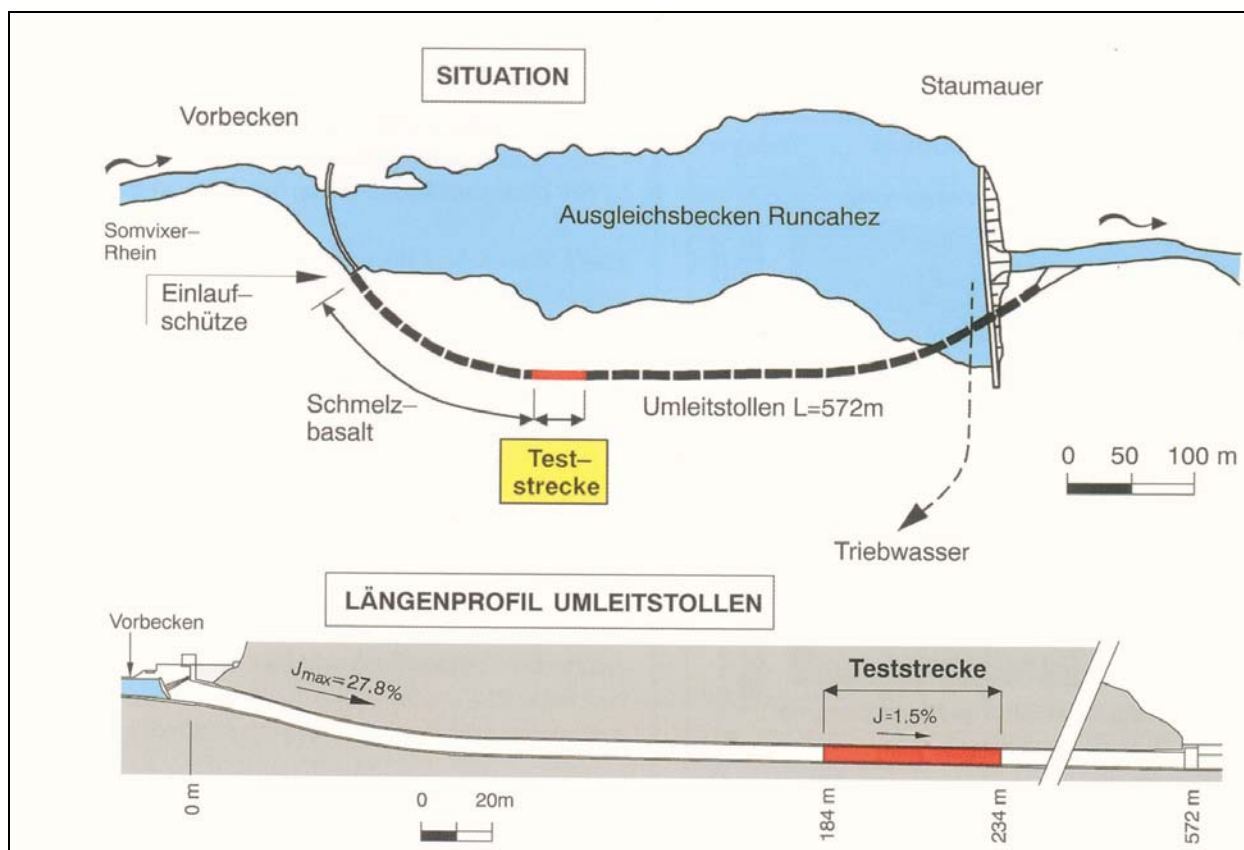 SITUATION
Staumauer
Vorbecken
Somvixer–
Rhein
Ausgleichsbecken Runcahez
Einlauf–
schütze
Schmelz–
basalt
Umleitstollen L=572m
Test–
strecke
0 50 100 m
Triebwasser
LÄNGENPROFIL UMLEITSTOLLEN
Vorbecken
Jmax=27.8%
Teststrecke
J=1.5%
0 20m
0 m
184 m
234 m
572 m